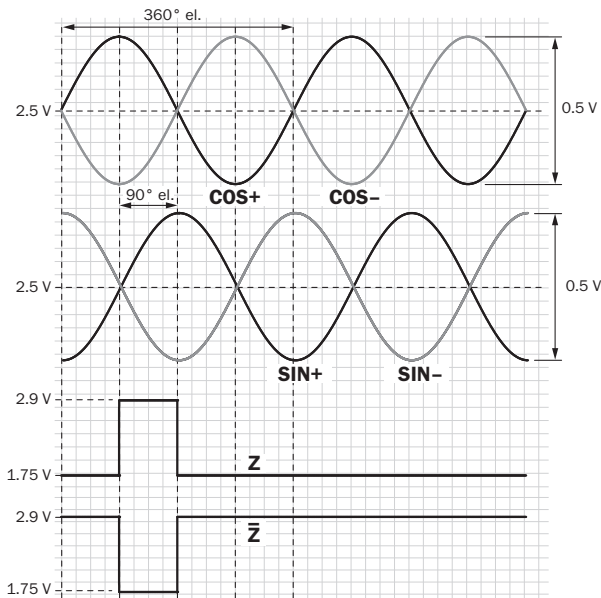 360° el.
2.5 V
0.5 V
90° el.
COS+
COS−
2.5 V
0.5 V
SIN+
SIN−
2.9 V
Z
1.75 V
2.9 V
Z̅
1.75 V